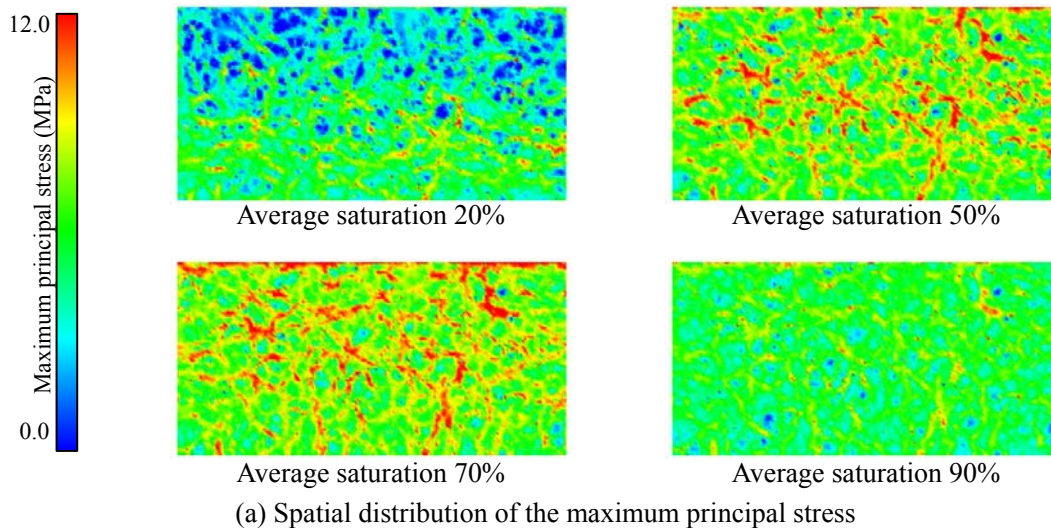 12.0
Maximum principal stress (MPa)
0.0
Average saturation 20%
Average saturation 50%
Average saturation 70%
Average saturation 90%
(a) Spatial distribution of the maximum principal stress